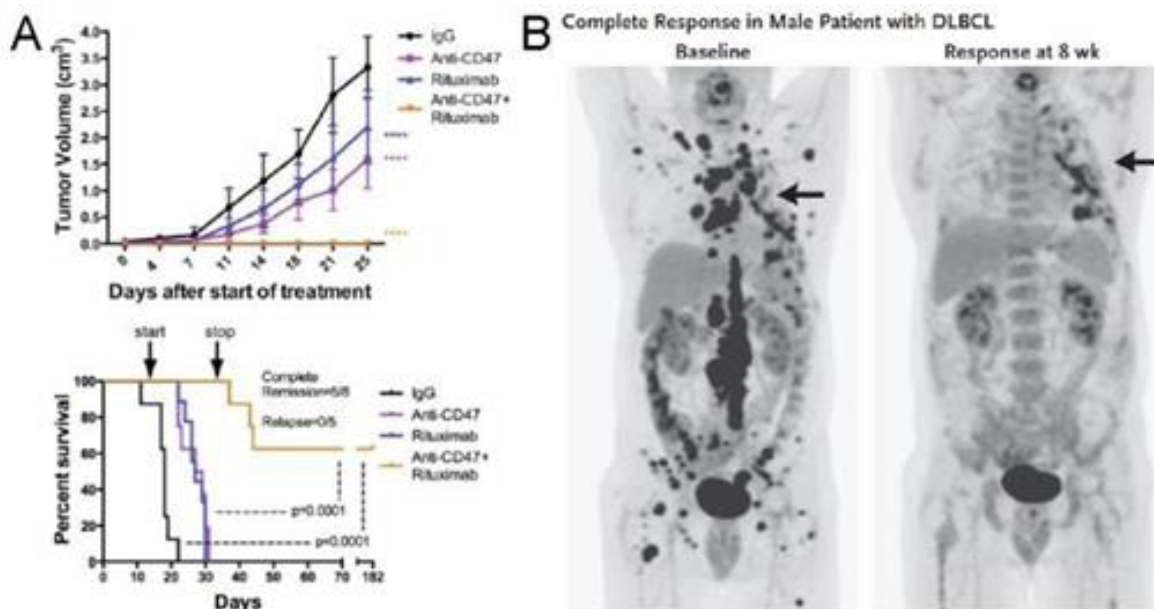 A
Tumor Volume (cm³)
4.0
3.5
3.0
2.5
2.0
1.5
1.0
0.5
0.0
0 4 7 11 14 18 21 25
Days after start of treatment
IgG
Anti-CD47
Rituximab
Anti-CD47+
Rituximab
****
****
****
start stop
Percent survival
100
80
60
40
20
0
0 10 20 30 40 50 60 70 182
Days
Complete
Remission=5/8
Relapse=0/5
p=0.0001
p=0.0001
IgG
Anti-CD47
Rituximab
Anti-CD47+
Rituximab
B Complete Response in Male Patient with DLBCL
Baseline Response at 8 wk